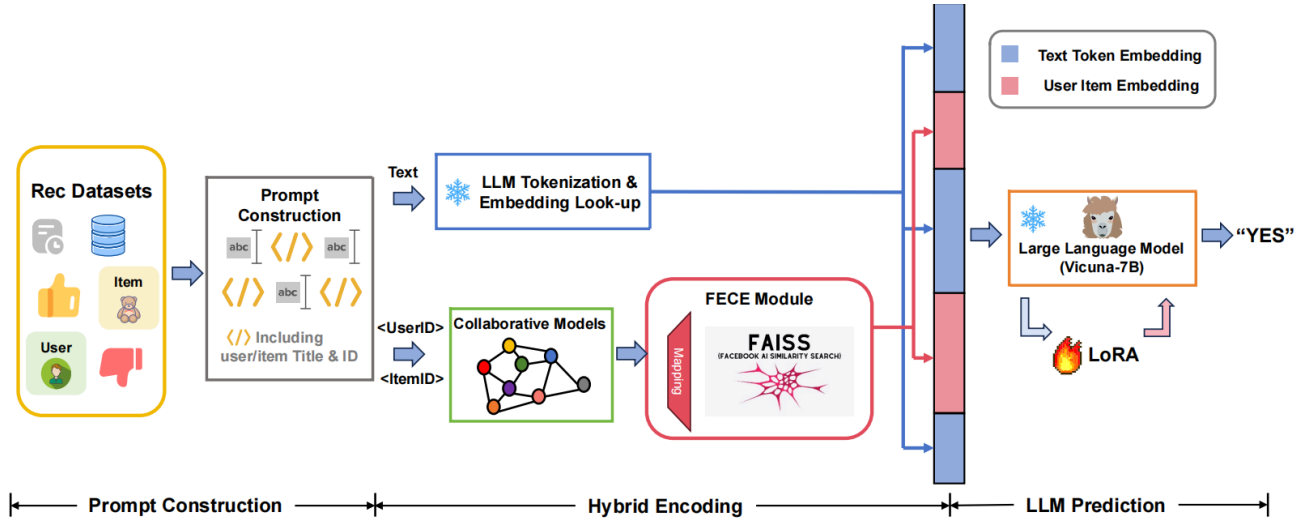 Rec Datasets
Item
User
Prompt
Construction
abc
</>
abc
</>
abc
</>
</> Including
user/item Title & ID
Text
<UserID>
<ItemID>
LLM Tokenization &
Embedding Look-up
Collaborative Models
FECE Module
Mapping
FAISS
(FACEBOOK AI SIMILARITY SEARCH)
Text Token Embedding
User Item Embedding
Large Language Model
(Vicuna-7B)
LoRA
“YES”
Prompt Construction
Hybrid Encoding
LLM Prediction